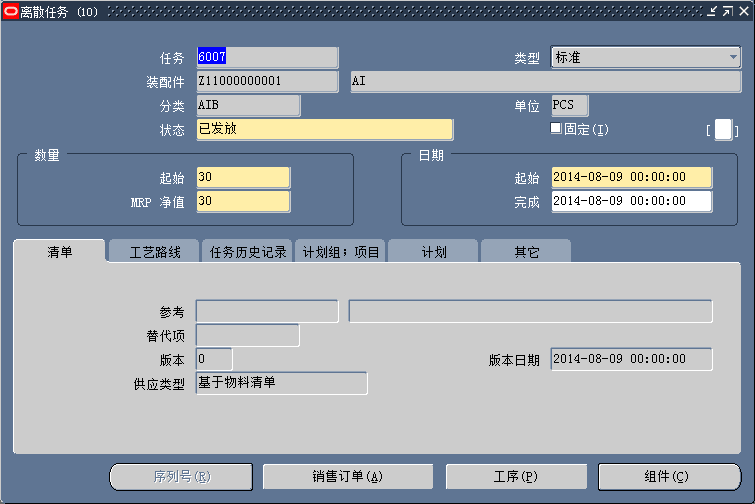 离散任务 (10)
任务 6007 类型 标准
装配件 Z11000000001 AI
分类 AIB 单位 PCS
状态 已发放 固定(I) [ ]
数量 日期
起始 30 起始 2014-08-09 00:00:00
MRP 净值 30 完成 2014-08-09 00:00:00
清单 工艺路线 任务历史记录 计划组；项目 计划 其它
参考
替代项
版本 0 版本日期 2014-08-09 00:00:00
供应类型 基于物料清单
序列号(R) 销售订单(A) 工序(P) 组件(C)